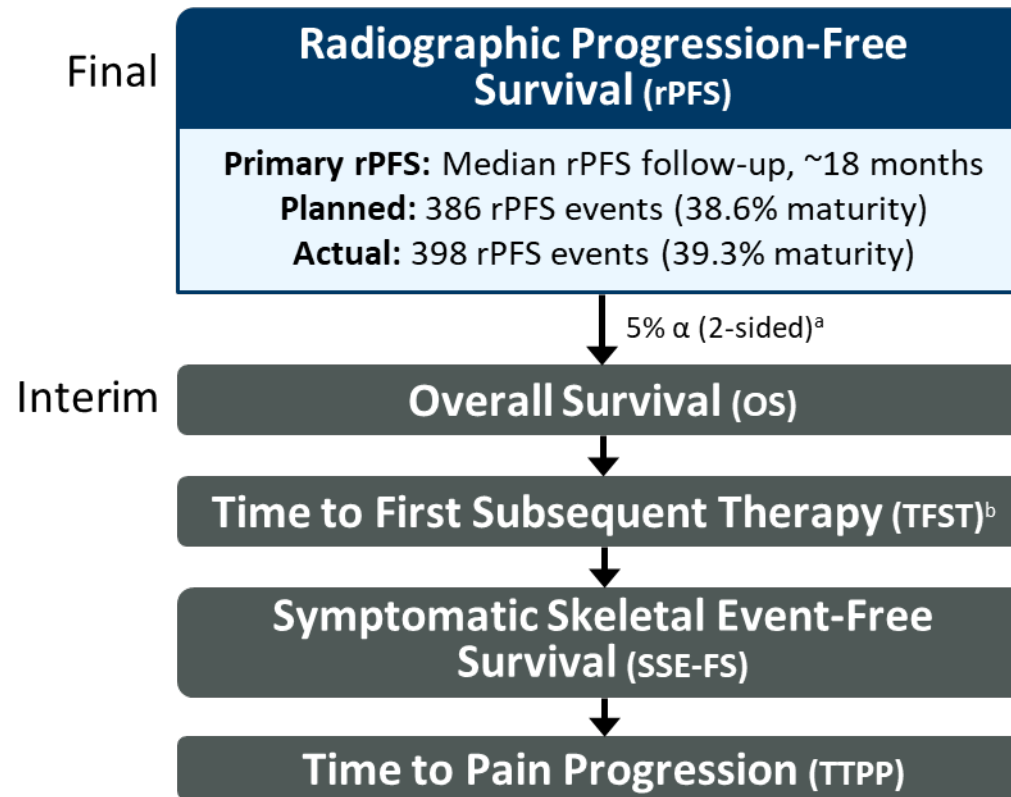 Final
Radiographic Progression-Free
Survival (rPFS)
Primary rPFS: Median rPFS follow-up, ~18 months
Planned: 386 rPFS events (38.6% maturity)
Actual: 398 rPFS events (39.3% maturity)
5% α (2-sided)ᵃ
Interim
Overall Survival (OS)
Time to First Subsequent Therapy (TFST)ᵇ
Symptomatic Skeletal Event-Free
Survival (SSE-FS)
Time to Pain Progression (TTPP)